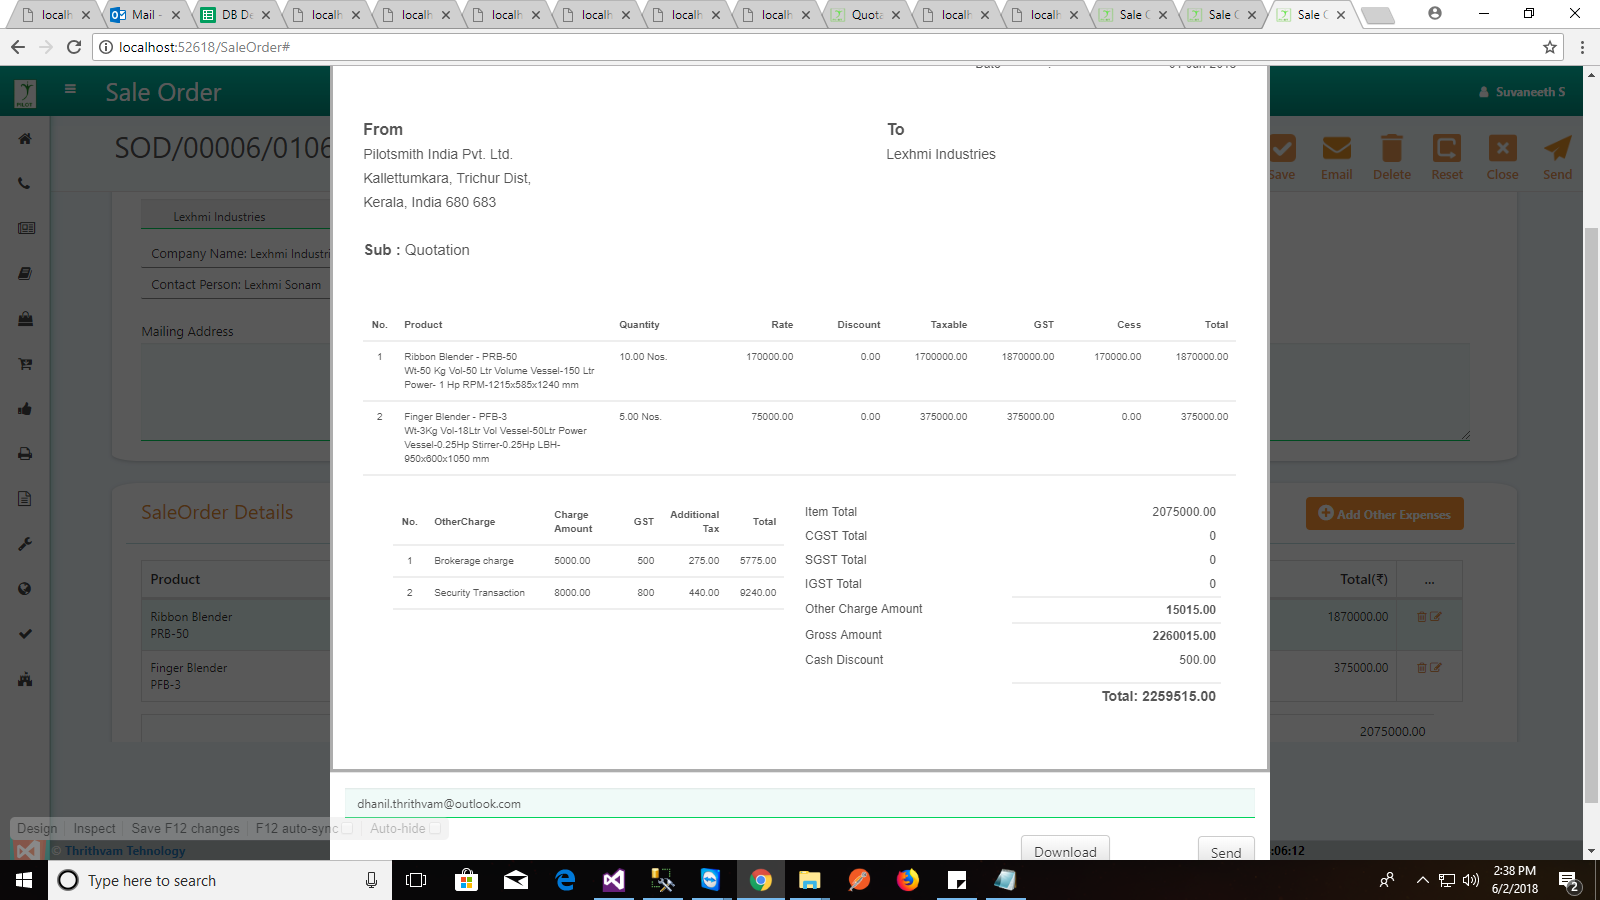 localh
Mail -
DB De
localh
localh
localh
localh
localh
localh
Quota
localh
localh
Sale O
Sale O
Sale O
localhost:52618/SaleOrder#
PILOT
Sale Order
Suvaneeth S
SOD/00006/0106
Save
Email
Delete
Reset
Close
Send
Lexhmi Industries
Company Name: Lexhmi Industri
Contact Person: Lexhmi Sonam
Mailing Address
SaleOrder Details
Add Other Expenses
Product
Total(₹)
...
Ribbon Blender
PRB-50
1870000.00
Finger Blender
PFB-3
375000.00
2075000.00
Date : 01-Jun-2018
From
Pilotsmith India Pvt. Ltd.
Kallettumkara, Trichur Dist,
Kerala, India 680 683
To
Lexhmi Industries
Sub : Quotation
No. Product Quantity Rate Discount Taxable GST Cess Total
1 Ribbon Blender - PRB-50 10.00 Nos. 170000.00 0.00 1700000.00 1870000.00 170000.00 1870000.00
Wt-50 Kg Vol-50 Ltr Volume Vessel-150 Ltr
Power- 1 Hp RPM-1215x585x1240 mm
2 Finger Blender - PFB-3 5.00 Nos. 75000.00 0.00 375000.00 375000.00 0.00 375000.00
Wt-3Kg Vol-18Ltr Vol Vessel-50Ltr Power
Vessel-0.25Hp Stirrer-0.25Hp LBH-
950x600x1050 mm
No. OtherCharge Charge Amount GST Additional Tax Total
1 Brokerage charge 5000.00 500 275.00 5775.00
2 Security Transaction 8000.00 800 440.00 9240.00
Item Total 2075000.00
CGST Total 0
SGST Total 0
IGST Total 0
Other Charge Amount 15015.00
Gross Amount 2260015.00
Cash Discount 500.00
Total: 2259515.00
dhanil.thrithvam@outlook.com
Download
Send
Design Inspect Save F12 changes F12 auto-sync Auto-hide
© Thrithvam Tehnology
:06:12
Type here to search
2:38 PM
6/2/2018
2